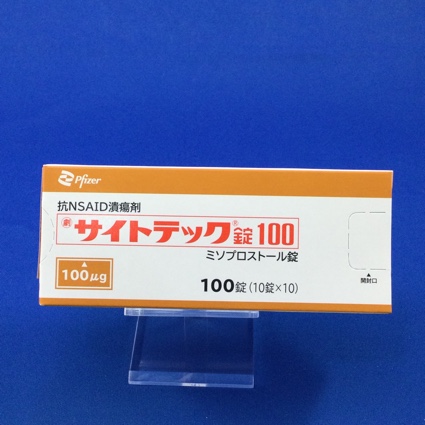 Pfizer
抗NSAID潰瘍剤
劇 サイトテック®錠100
ミソプロストール錠
100μg
100錠(10錠×10)
開封口